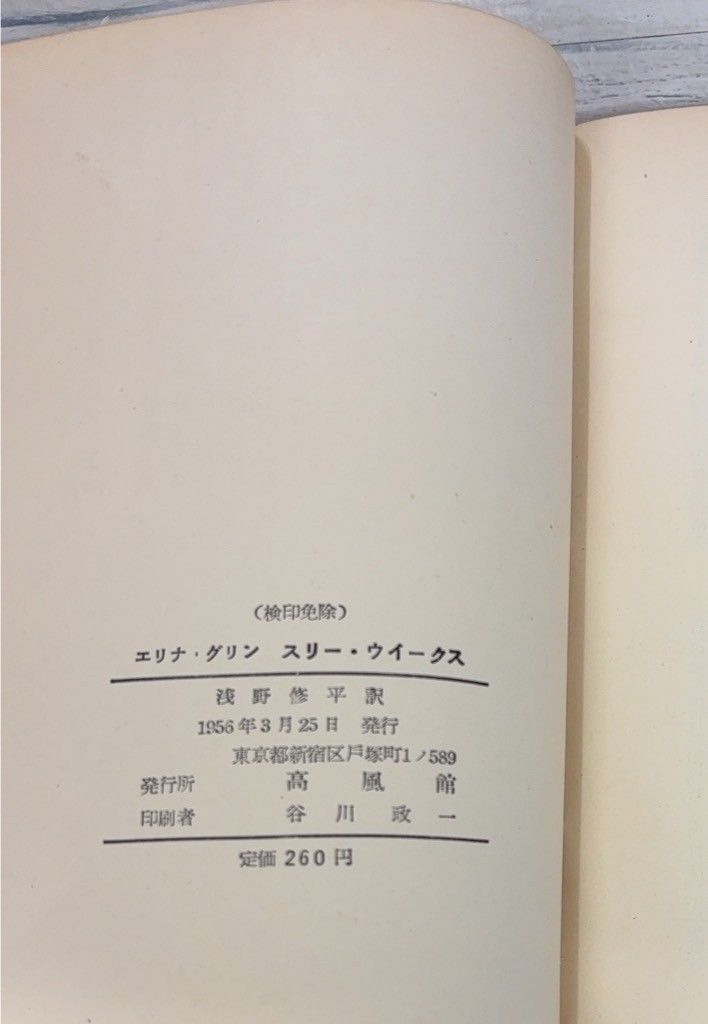 （検印免除）
エリナ・グリン　スリー・ウイークス
浅野修平訳
1956年3月25日　発行
東京都新宿区戸塚町1ノ589
発行所　高風館
印刷者　谷川政一
定価 260 円